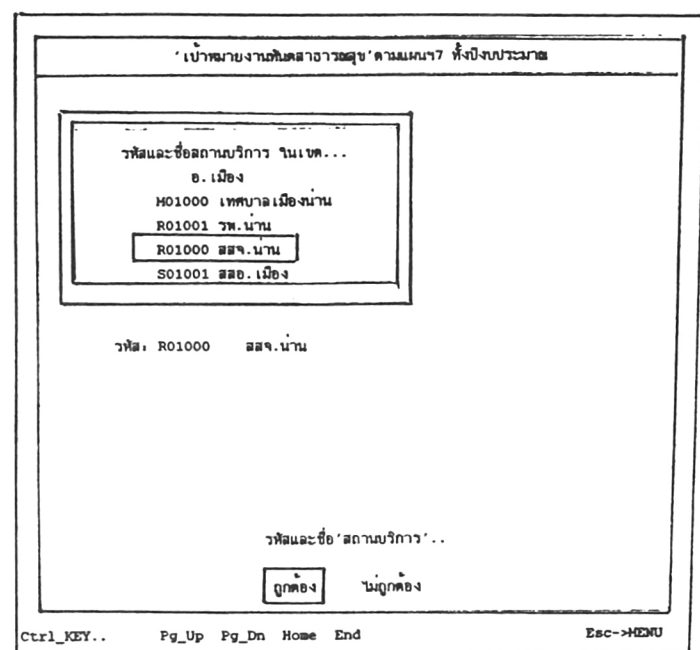 'เป้าหมายงานทันตสาธารณสุข'ตามแผนฯ7 ทั้งปีงบประมาณ
รหัสและชื่อสถานบริการ ในเขต...
อ.เมือง
M01000 เทศบาลเมืองน่าน
R01001 รพ.น่าน
R01000 สสจ.น่าน
S01001 สสอ.เมือง
รหัส: R01000 สสจ.น่าน
รหัสและชื่อ'สถานบริการ'..
ถูกต้อง ไม่ถูกต้อง
Ctrl_KEY.. Pg_Up Pg_Dn Home End Esc->MENU